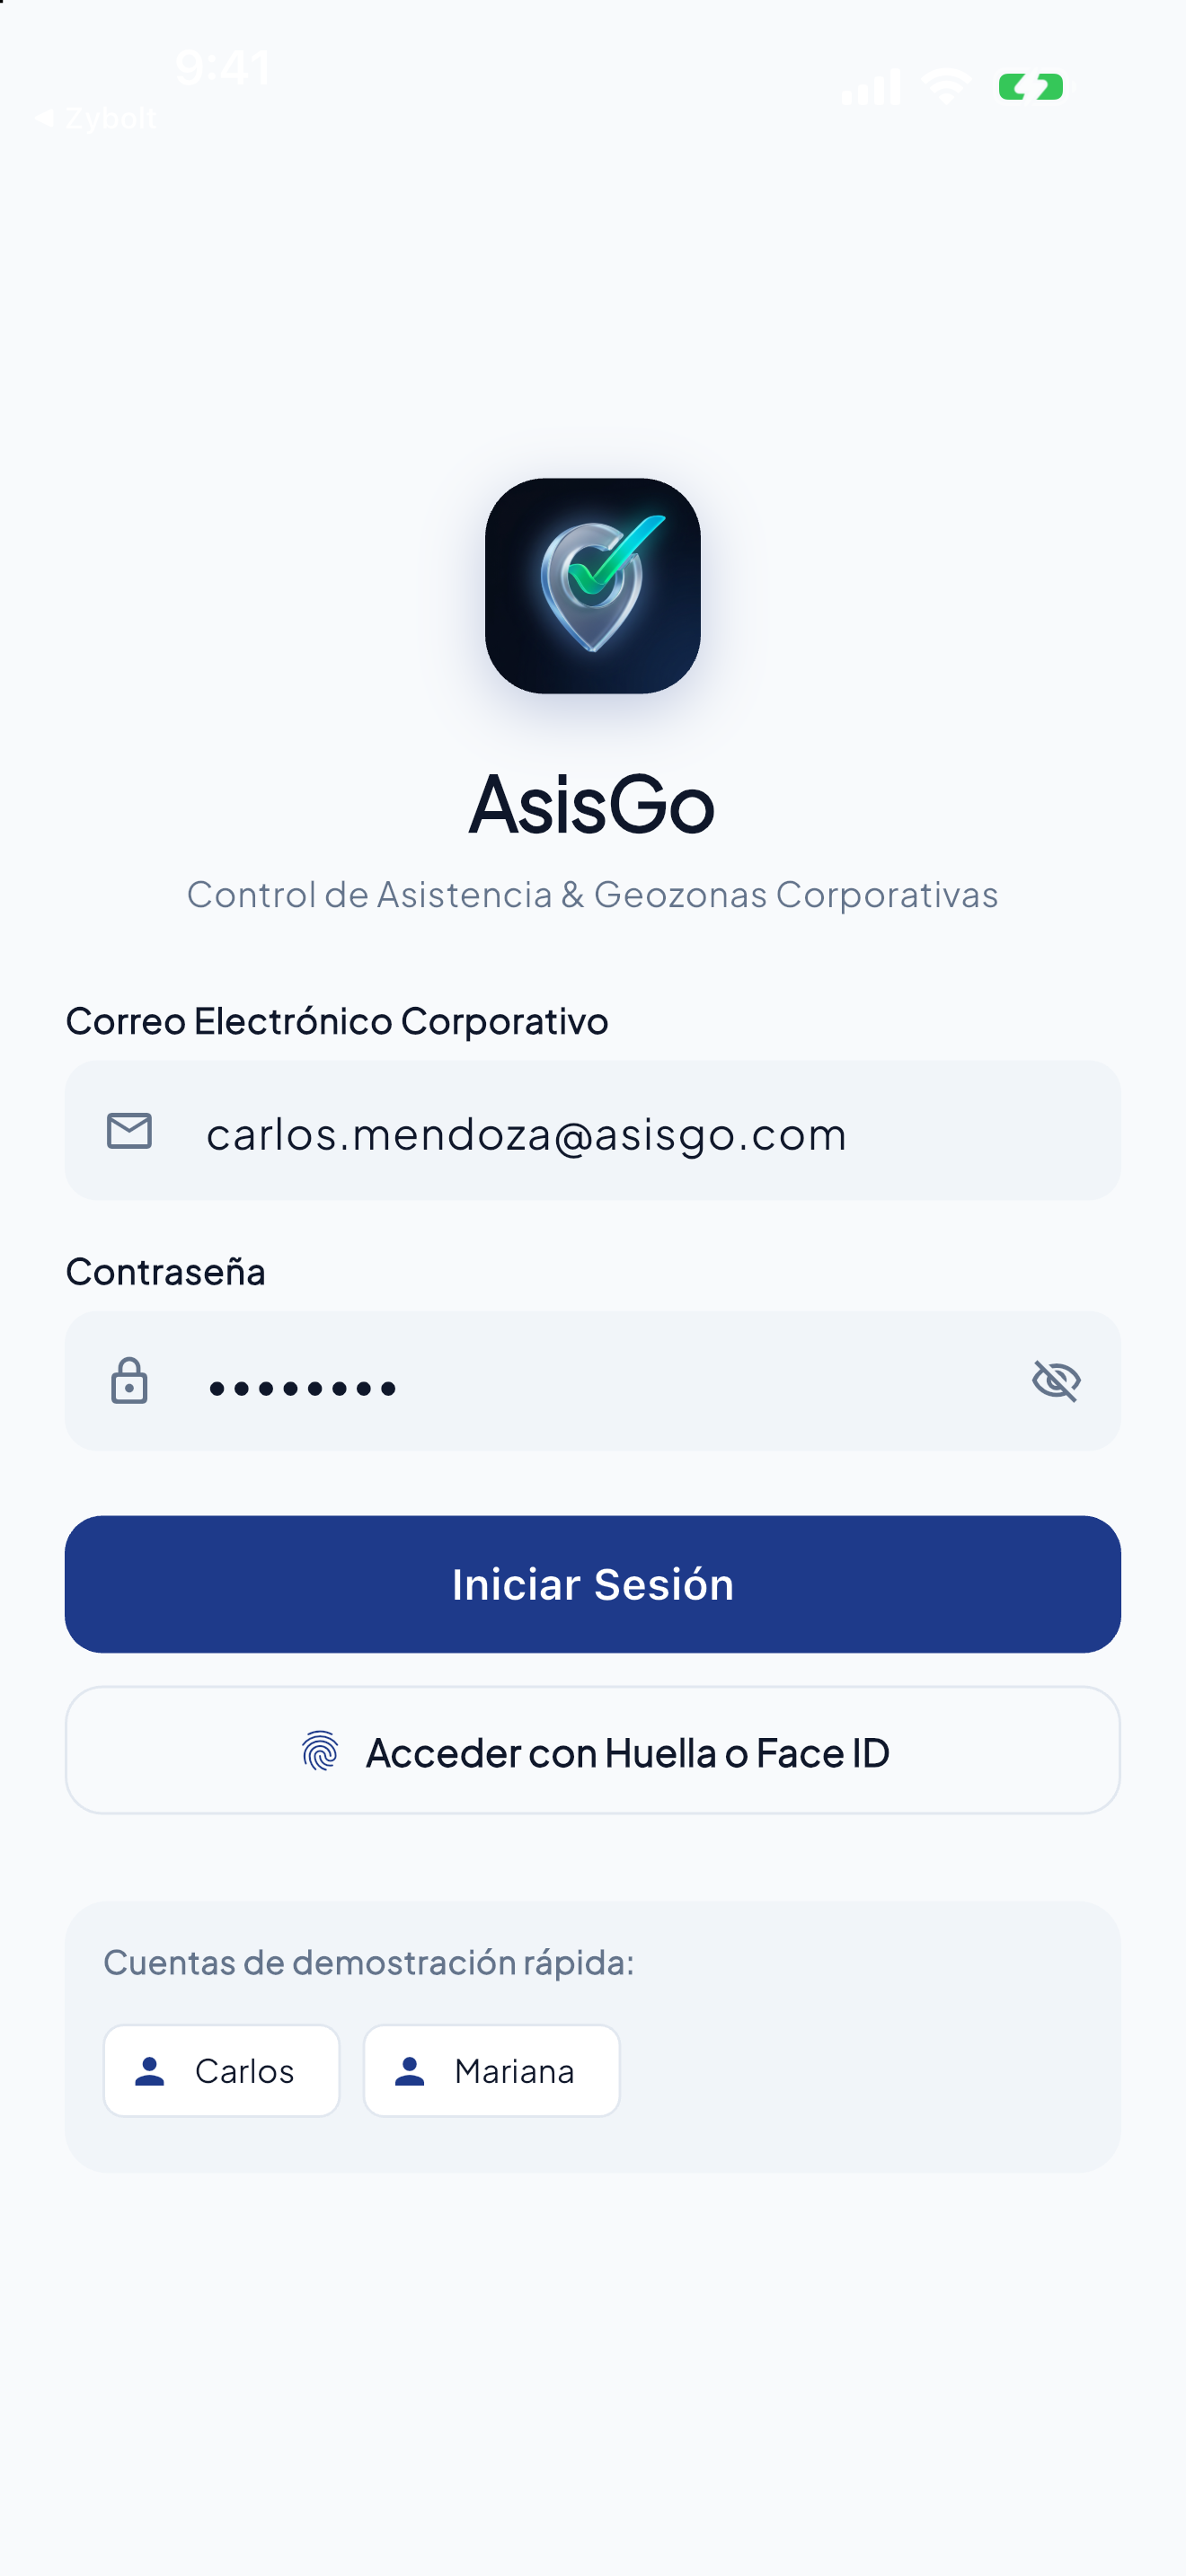 9:41
◀ Zybolt
AsisGo
Control de Asistencia & Geozonas Corporativas
Correo Electrónico Corporativo
carlos.mendoza@asisgo.com
Contraseña
••••••••
Iniciar Sesión
Acceder con Huella o Face ID
Cuentas de demostración rápida:
Carlos
Mariana